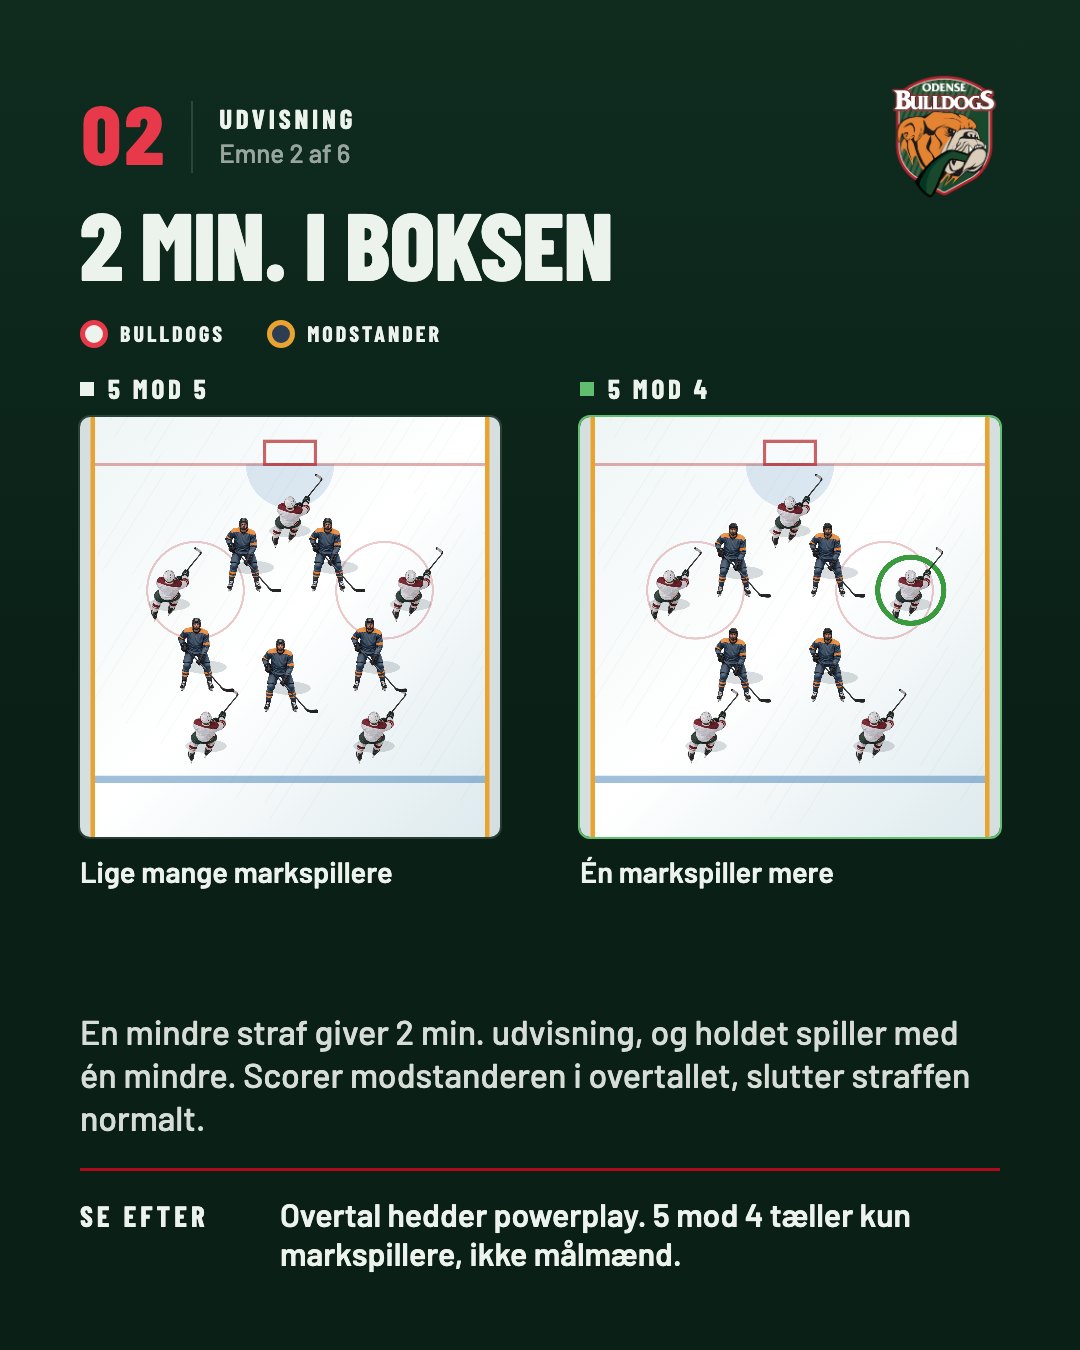 02
UDVISNING
Emne 2 af 6
ODENSE
BULLDOGS
2 MIN. I BOKSEN
BULLDOGS
MODSTANDER
5 MOD 5
5 MOD 4
Lige mange markspillere
Én markspiller mere
En mindre straf giver 2 min. udvisning, og holdet spiller med
én mindre. Scorer modstanderen i overtallet, slutter straffen
normalt.
SE EFTER
Overtal hedder powerplay. 5 mod 4 tæller kun
markspillere, ikke målmænd.